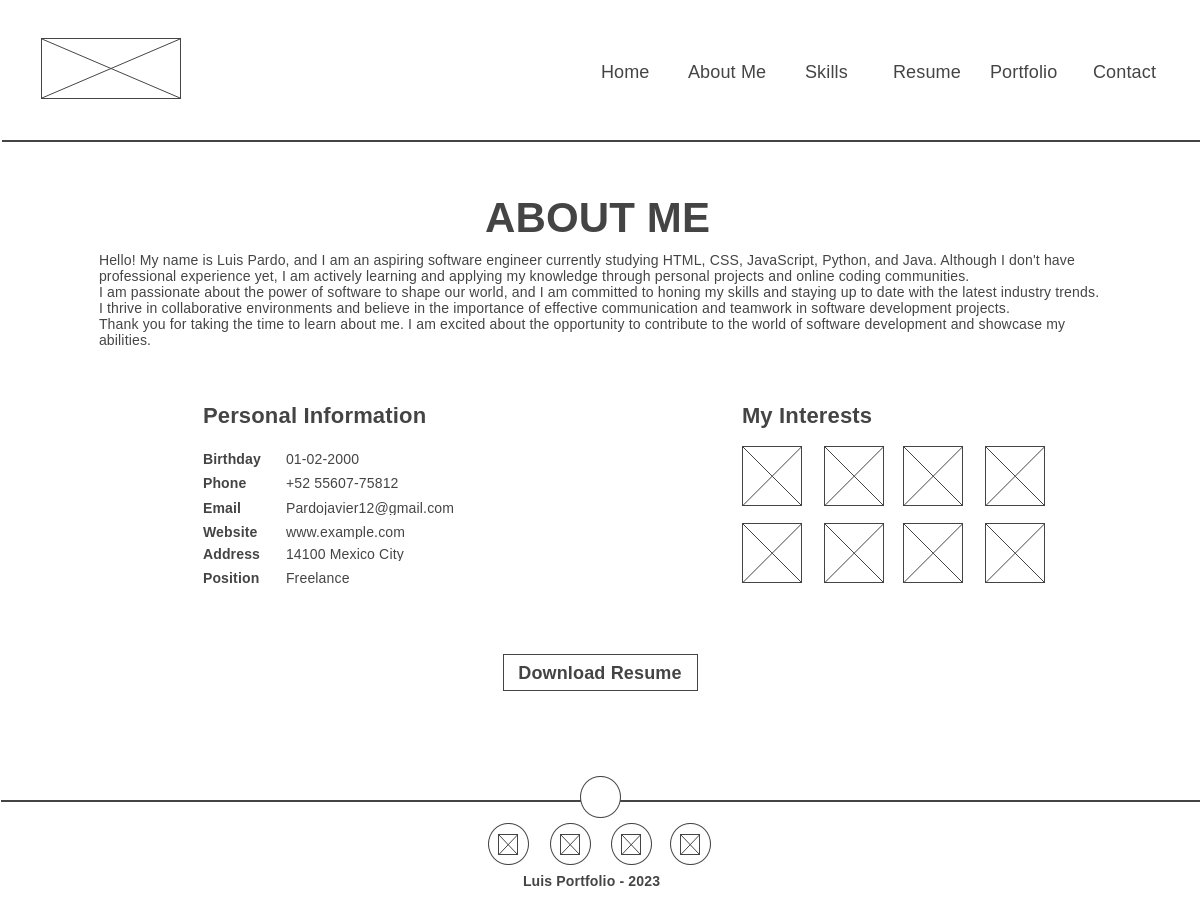 Home About Me Skills Resume Portfolio Contact
ABOUT ME
Hello! My name is Luis Pardo, and I am an aspiring software engineer currently studying HTML, CSS, JavaScript, Python, and Java. Although I don't have
professional experience yet, I am actively learning and applying my knowledge through personal projects and online coding communities.
I am passionate about the power of software to shape our world, and I am committed to honing my skills and staying up to date with the latest industry trends.
I thrive in collaborative environments and believe in the importance of effective communication and teamwork in software development projects.
Thank you for taking the time to learn about me. I am excited about the opportunity to contribute to the world of software development and showcase my
abilities.
Personal Information
Birthday 01-02-2000
Phone +52 55607-75812
Email Pardojavier12@gmail.com
Website www.example.com
Address 14100 Mexico City
Position Freelance
My Interests
Download Resume
Luis Portfolio - 2023